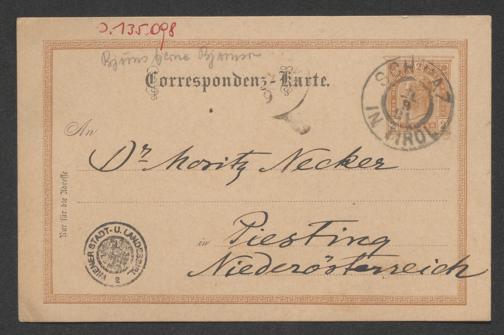 J. 135.098
Björnstjerne Björnson
Correspondenz-Karte.
SCHWAZ
IN TIROL
An
Dr Moritz Necker
Nur für die Adresse
in Piesting
Niederösterreich
WIENER STADT- U. LANDESBIBL.